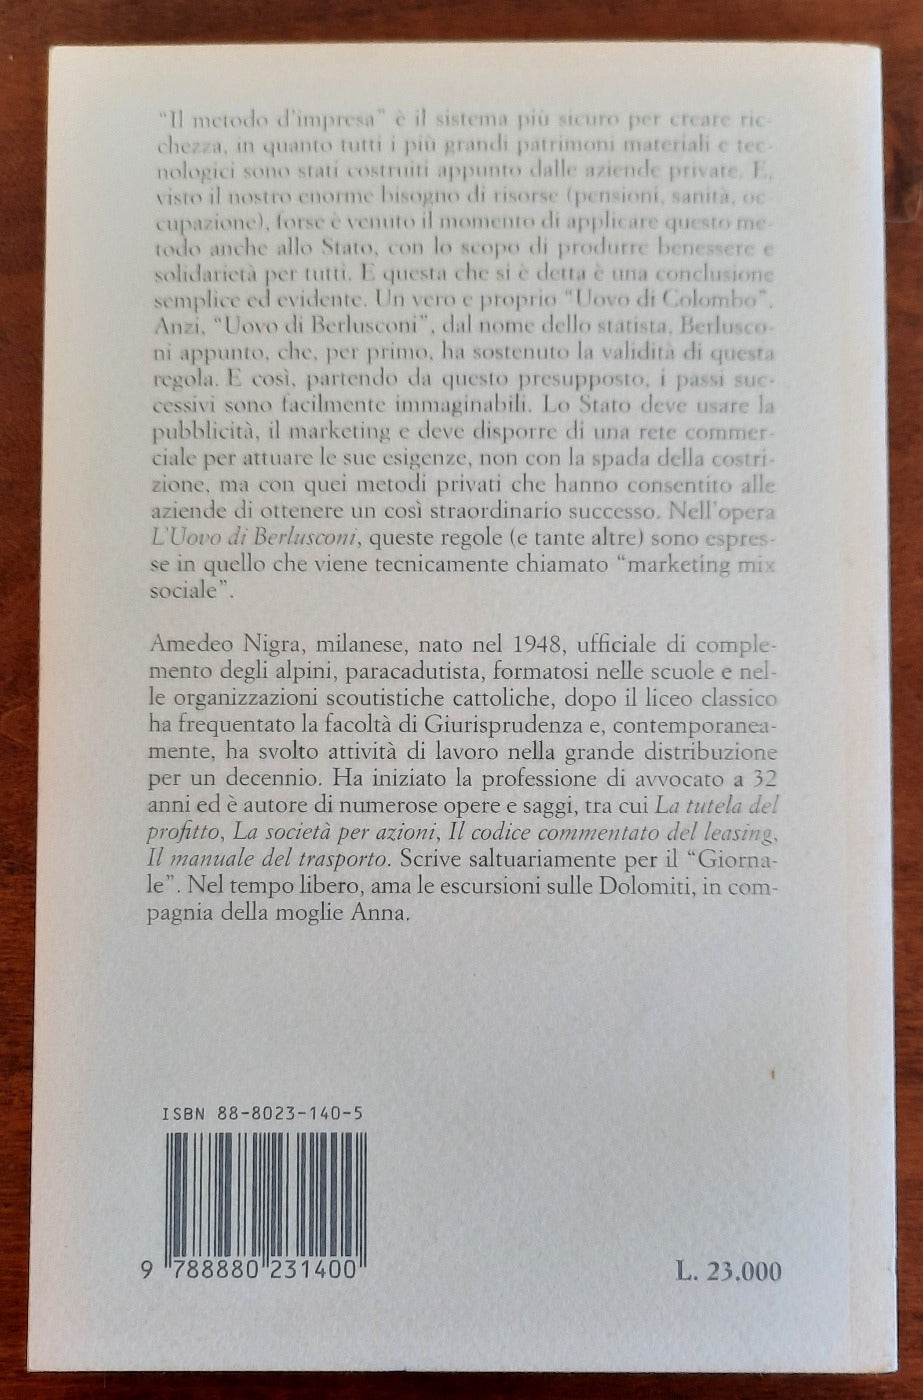 “Il metodo d’impresa” è il sistema più sicuro per creare ric-
chezza, in quanto tutti i più grandi patrimoni materiali e tec-
nologici sono stati costruiti appunto dalle aziende private. E,
visto il nostro enorme bisogno di risorse (pensioni, sanità, oc-
cupazione), forse è venuto il momento di applicare questo me-
todo anche allo Stato, con lo scopo di produrre benessere e
solidarietà per tutti. E questa che si è detta è una conclusione
semplice ed evidente. Un vero e proprio “Uovo di Colombo”.
Anzi, “Uovo di Berlusconi”, dal nome dello statista, Berlusco-
ni appunto, che, per primo, ha sostenuto la validità di questa
regola. E così, partendo da questo presupposto, i passi suc-
cessivi sono facilmente immaginabili. Lo Stato deve usare la
pubblicità, il marketing e deve disporre di una rete commer-
ciale per attuare le sue esigenze, non con la spada della costri-
zione, ma con quei metodi privati che hanno consentito alle
aziende di ottenere un così straordinario successo. Nell’opera
L’Uovo di Berlusconi, queste regole (e tante altre) sono espres-
se in quello che viene tecnicamente chiamato “marketing mix
sociale”.
Amedeo Nigra, milanese, nato nel 1948, ufficiale di comple-
mento degli alpini, paracadutista, formatosi nelle scuole e nel-
le organizzazioni scoutistiche cattoliche, dopo il liceo classico
ha frequentato la facoltà di Giurisprudenza e, contemporanea-
mente, ha svolto attività di lavoro nella grande distribuzione
per un decennio. Ha iniziato la professione di avvocato a 32
anni ed è autore di numerose opere e saggi, tra cui La tutela del
profitto, La società per azioni, Il codice commentato del leasing,
Il manuale del trasporto. Scrive saltuariamente per il “Giorna-
le”. Nel tempo libero, ama le escursioni sulle Dolomiti, in com-
pagnia della moglie Anna.
ISBN 88-8023-140-5
9 788880 231400
L. 23.000